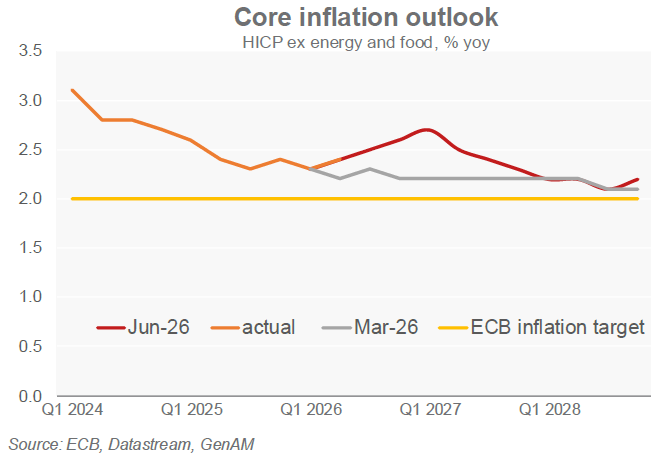 Core inflation outlook
HICP ex energy and food, % yoy
3.5
3.0
2.5
2.0
1.5
1.0
0.5
0.0
Jun-26 actual Mar-26 ECB inflation target
Q1 2024 Q1 2025 Q1 2026 Q1 2027 Q1 2028
Source: ECB, Datastream, GenAM